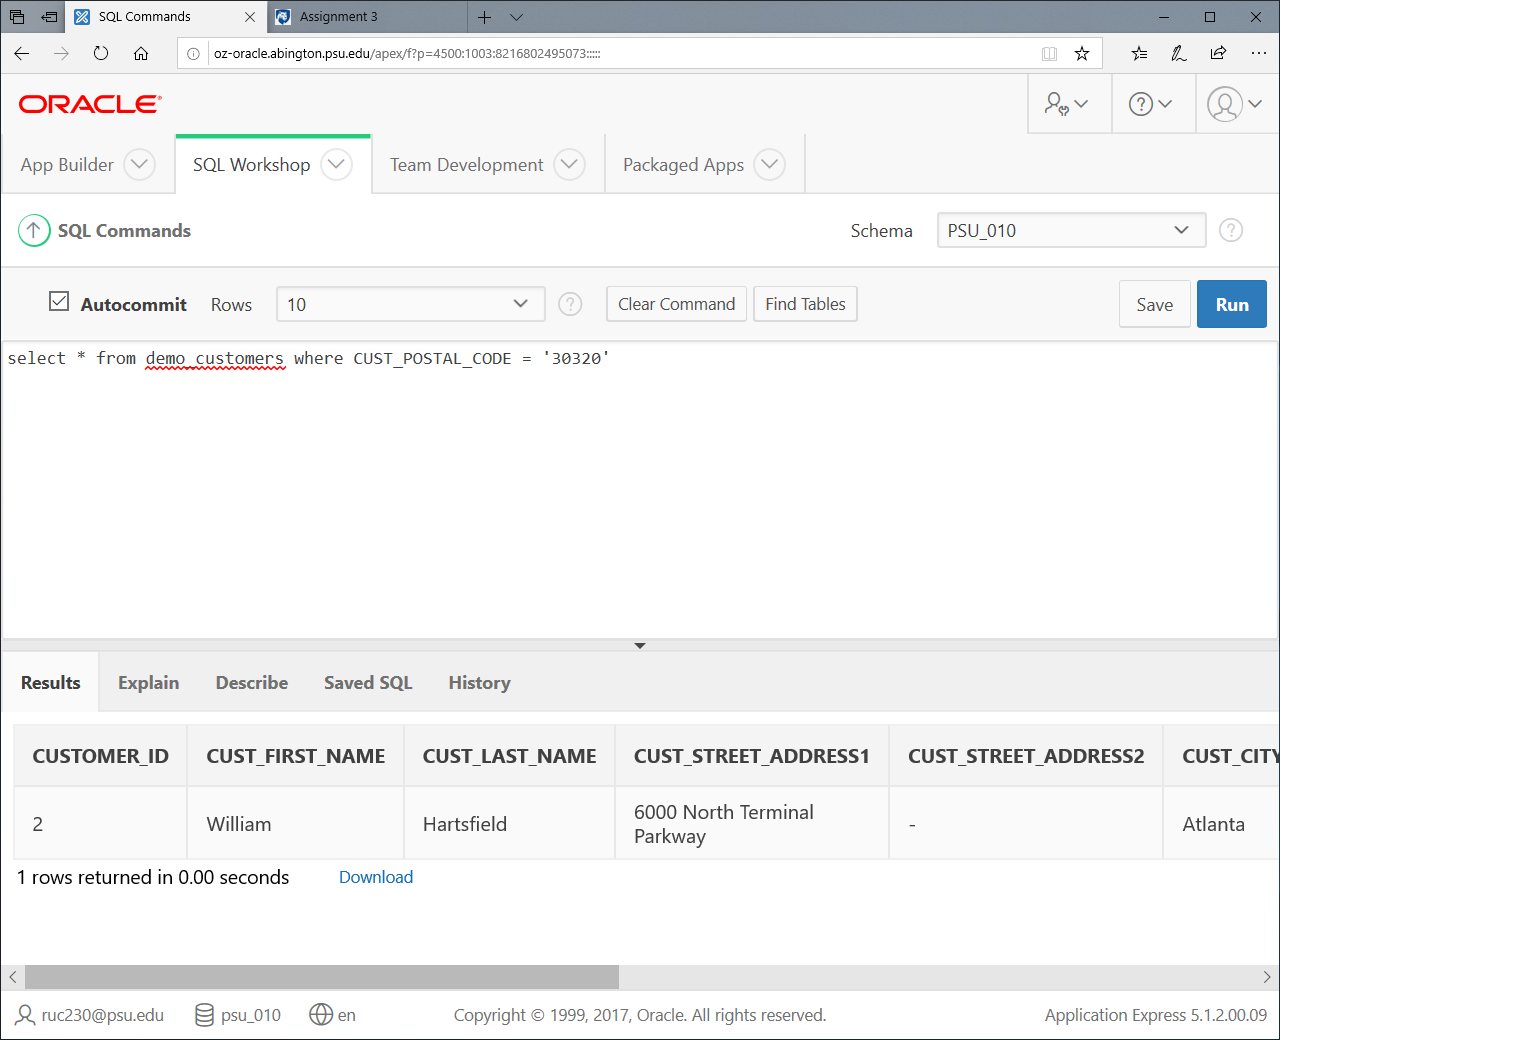 SQL Commands
Assignment 3
oz-oracle.abington.psu.edu/apex/f?p=4500:1003:8216802495073:::::
ORACLE
App Builder
SQL Workshop
Team Development
Packaged Apps
SQL Commands
Schema
PSU_010
Autocommit
Rows
10
Clear Command
Find Tables
Save
Run
select * from demo_customers where CUST_POSTAL_CODE = '30320'
Results
Explain
Describe
Saved SQL
History
CUSTOMER_ID CUST_FIRST_NAME CUST_LAST_NAME CUST_STREET_ADDRESS1 CUST_STREET_ADDRESS2 CUST_CITY
2 William Hartsfield 6000 North Terminal Parkway - Atlanta
1 rows returned in 0.00 seconds
Download
ruc230@psu.edu
psu_010
en
Copyright © 1999, 2017, Oracle. All rights reserved.
Application Express 5.1.2.00.09